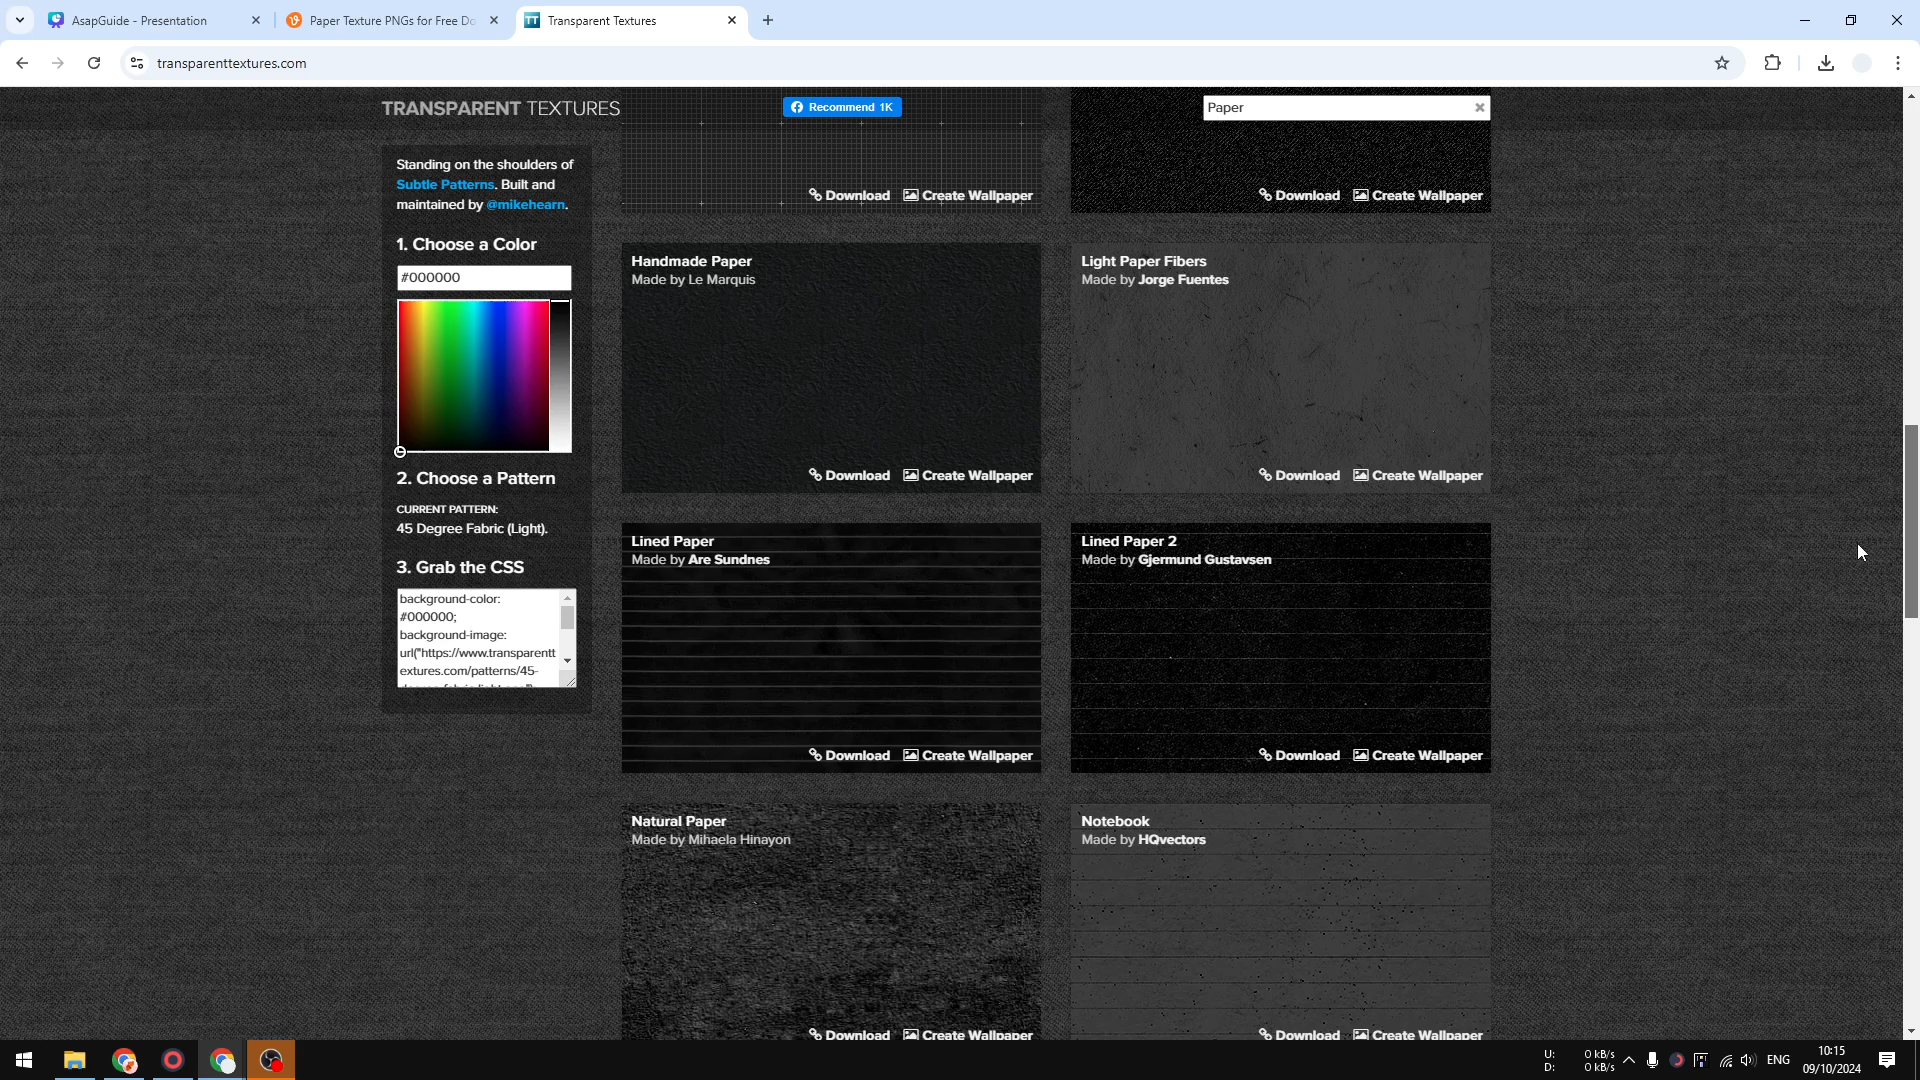 AsapGuide - Presentation
Paper Texture PNGs for Free Do
Transparent Textures
transparenttextures.com
TRANSPARENT TEXTURES
Recommend 1K
Paper
Standing on the shoulders of
Subtle Patterns. Built and
maintained by @mikehearn.
1. Choose a Color
#000000
2. Choose a Pattern
CURRENT PATTERN:
45 Degree Fabric (Light).
3. Grab the CSS
background-color:
#000000;
background-image:
url("https://www.transparentt
extures.com/patterns/45-
Download Create Wallpaper
Download Create Wallpaper
Handmade Paper
Made by Le Marquis
Download Create Wallpaper
Light Paper Fibers
Made by Jorge Fuentes
Download Create Wallpaper
Lined Paper
Made by Are Sundnes
Download Create Wallpaper
Lined Paper 2
Made by Gjermund Gustavsen
Download Create Wallpaper
Natural Paper
Made by Mihaela Hinayon
Download Create Wallpaper
Notebook
Made by HQvectors
Download Create Wallpaper
U: 0 kB/s
D: 0 kB/s
ENG
10:15
09/10/2024